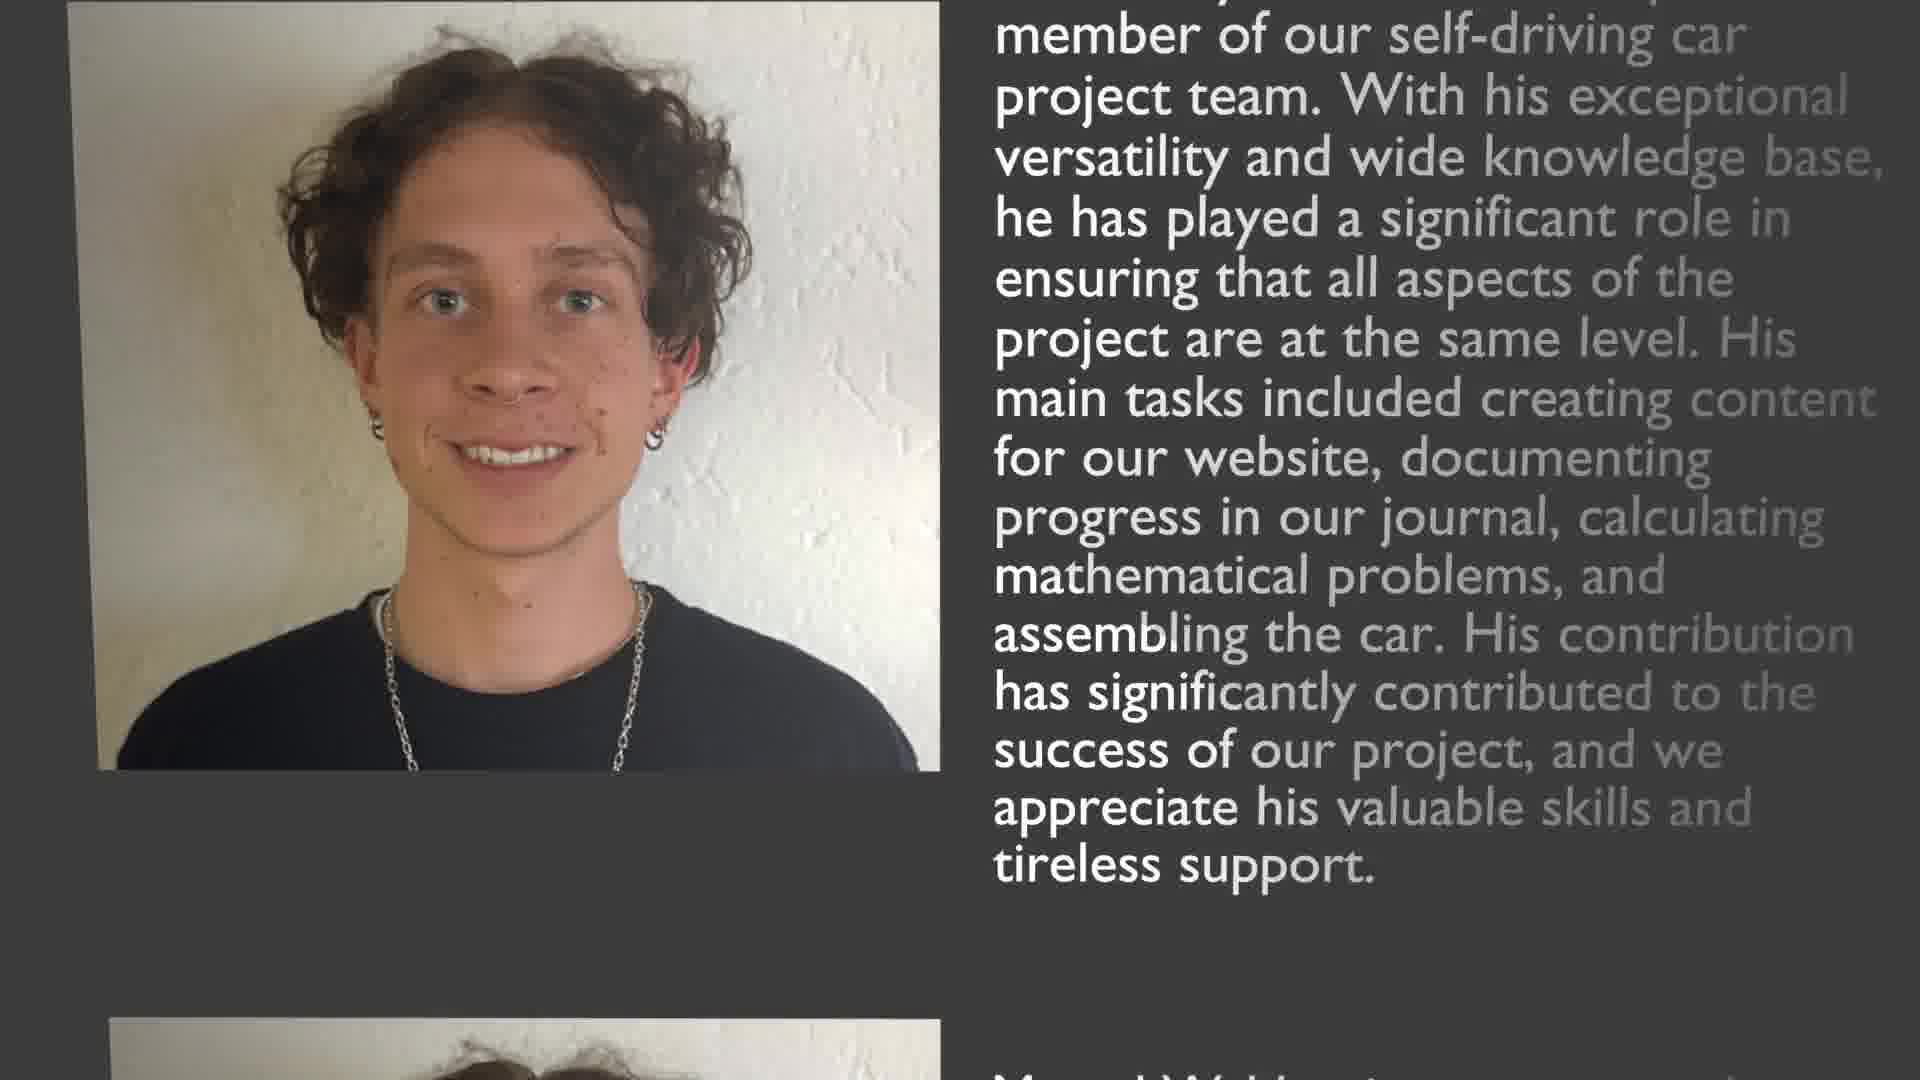 member of our self-driving car
project team. With his exceptional
versatility and wide knowledge base,
he has played a significant role in
ensuring that all aspects of the
project are at the same level. His
main tasks included creating content
for our website, documenting
progress in our journal, calculating
mathematical problems, and
assembling the car. His contribution
has significantly contributed to the
success of our project, and we
appreciate his valuable skills and
tireless support.